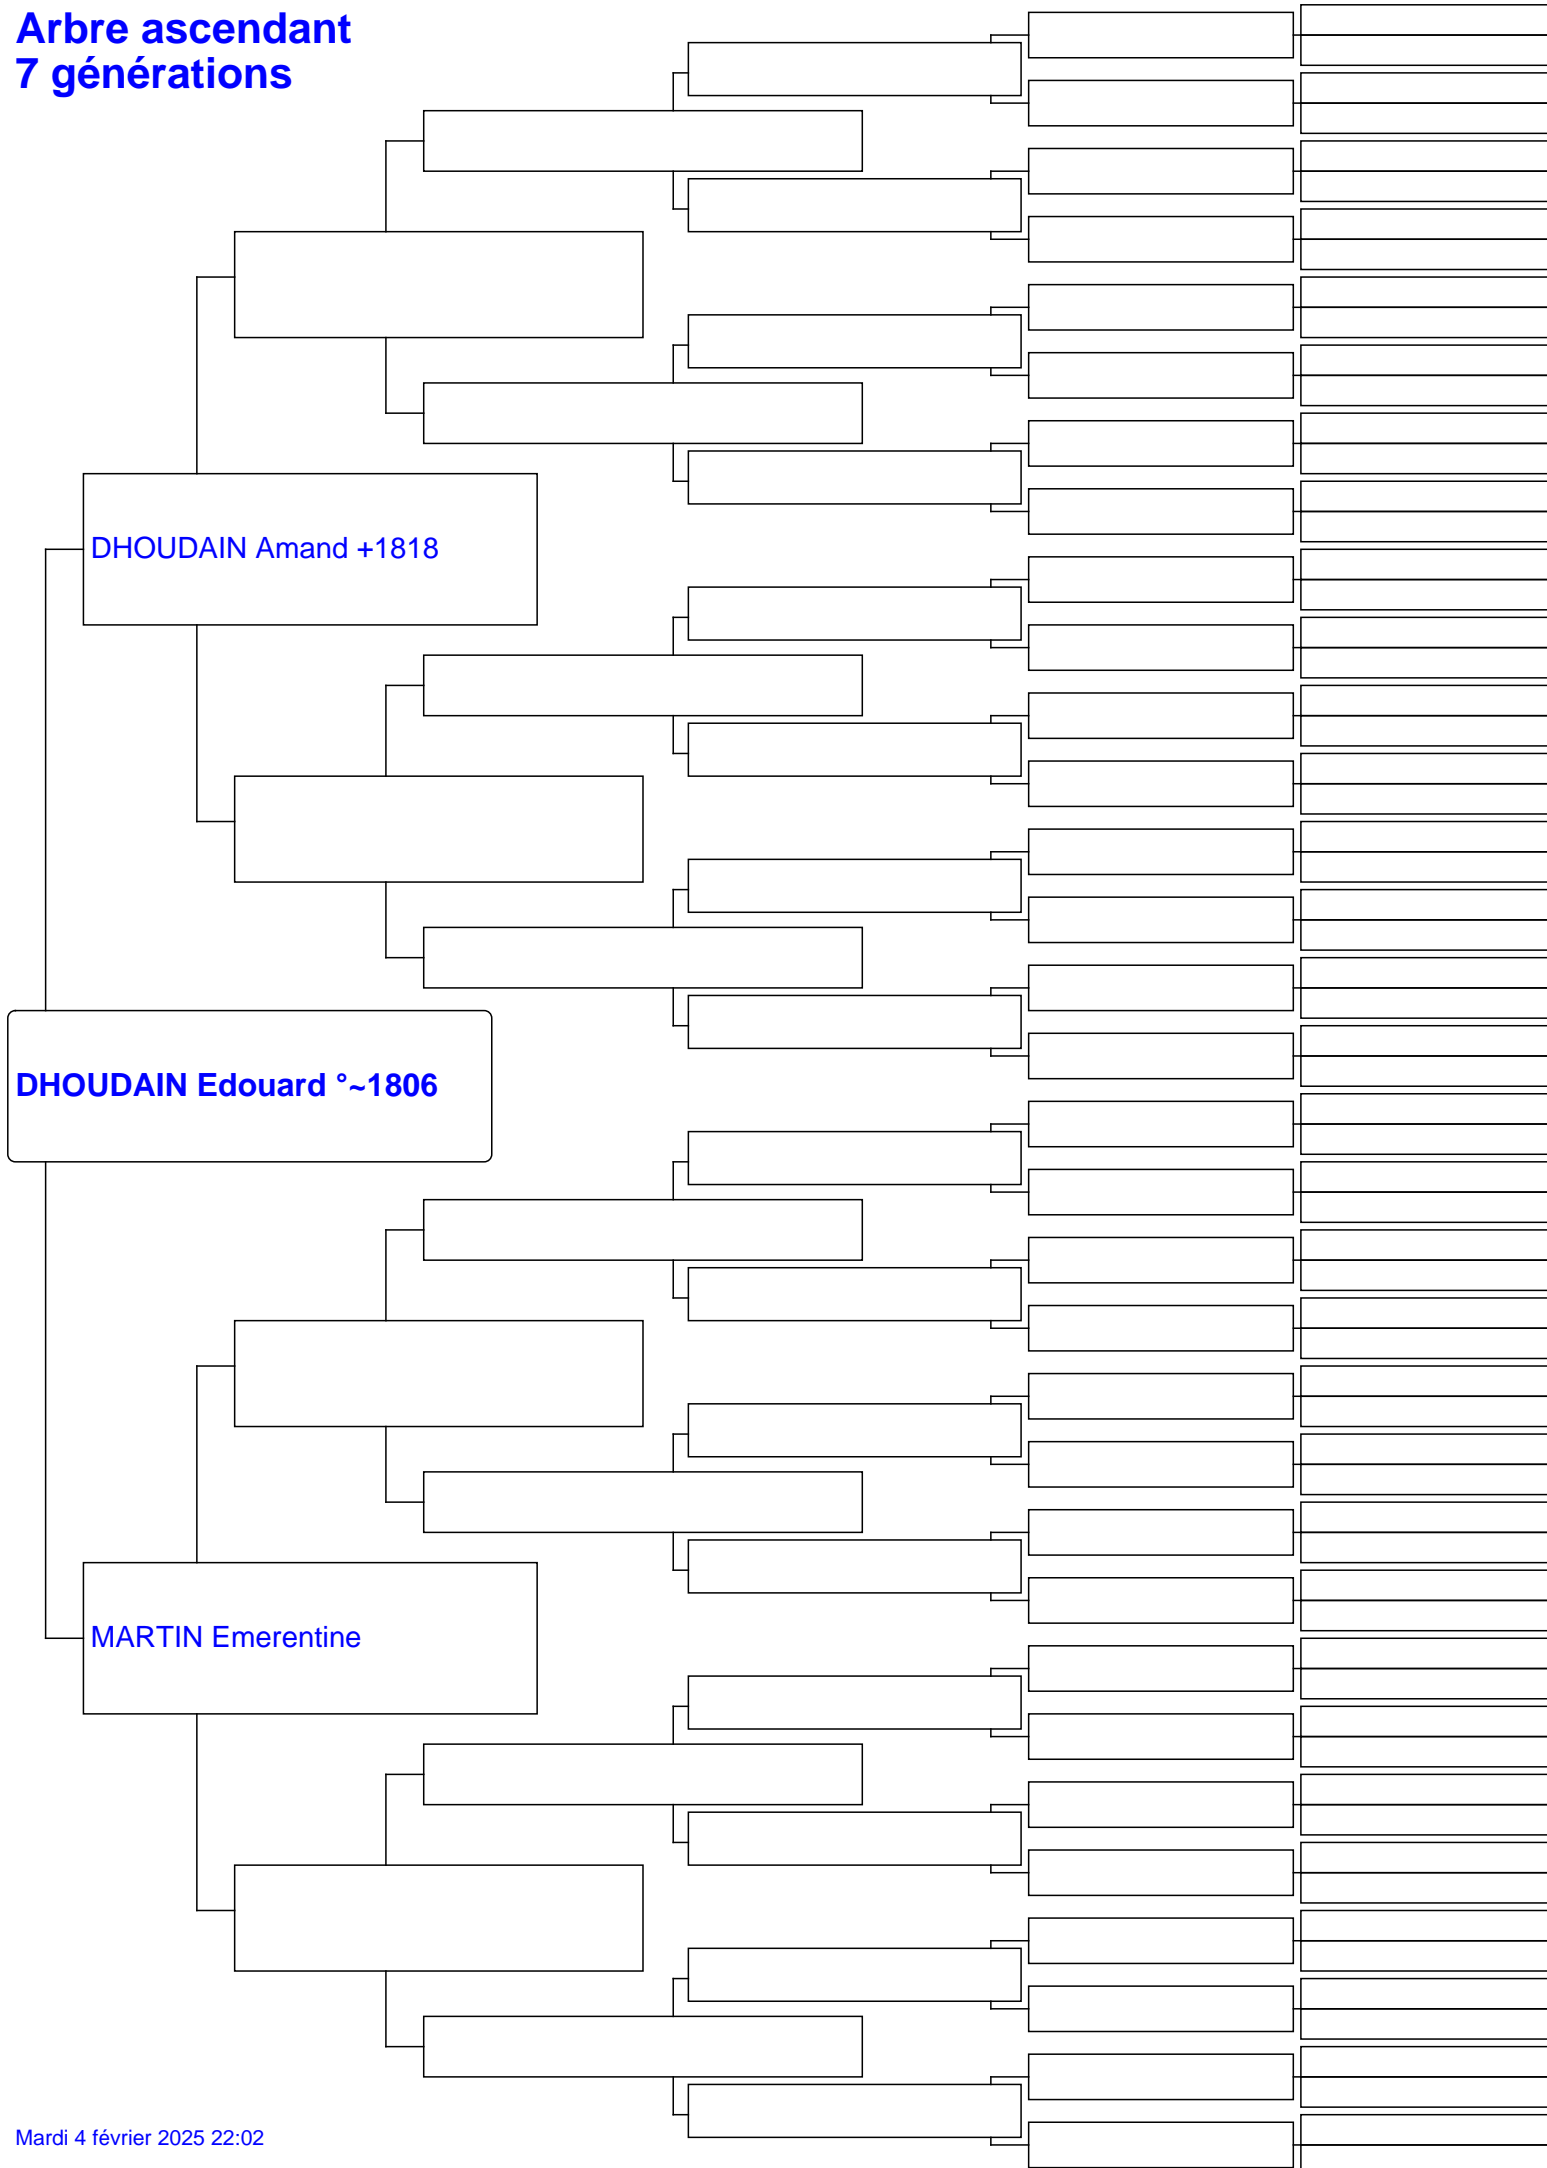 Arbre ascendant
7 générations
DHOUDAIN Amand +1818
DHOUDAIN Edouard °~1806
MARTIN Emerentine
Mardi 4 février 2025 22:02